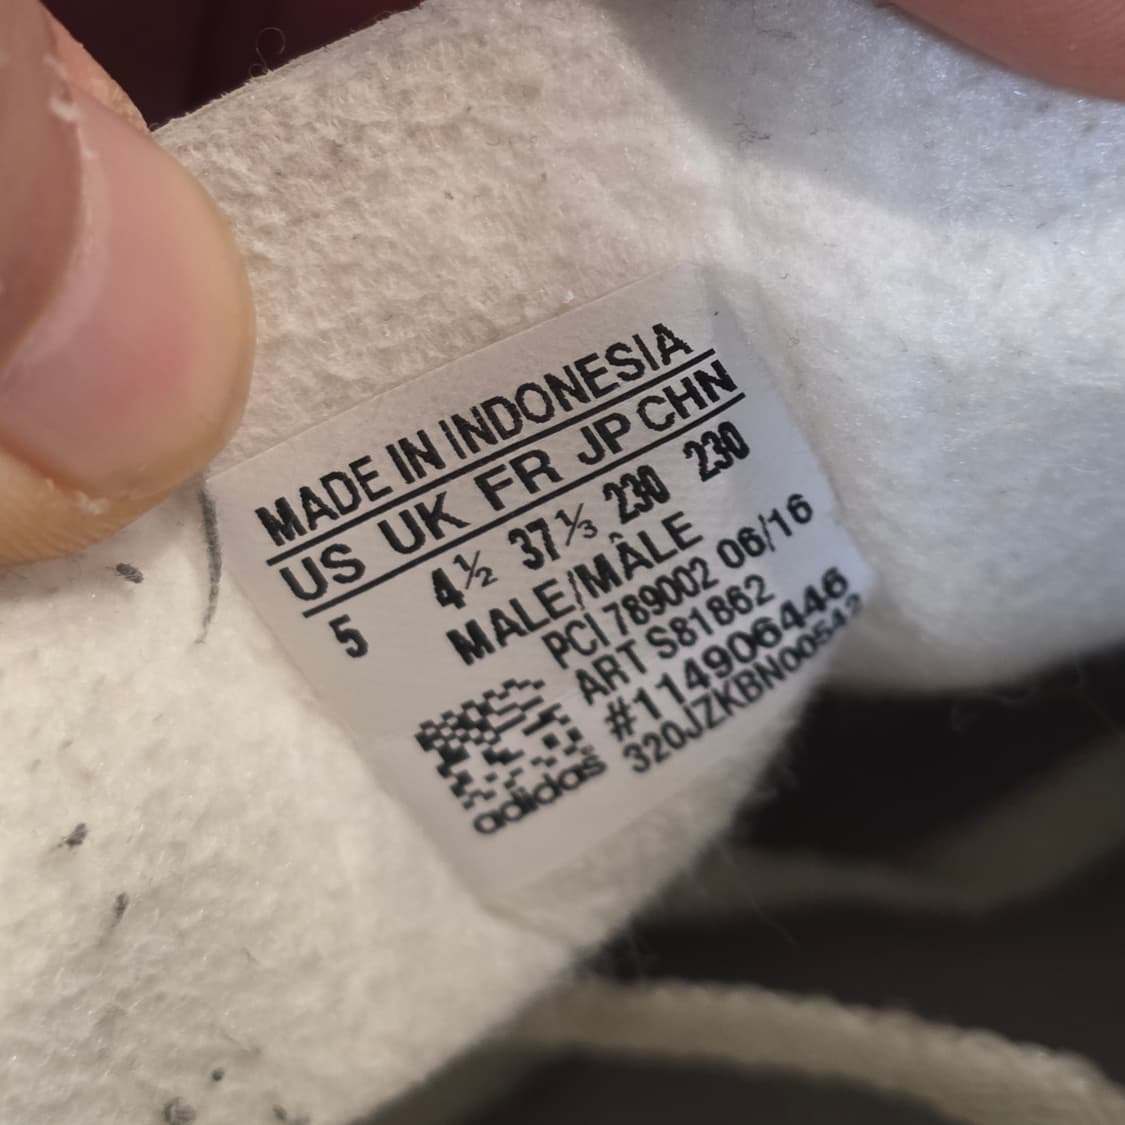 MADE IN INDONESIA
US UK FR JP CHN
5 4½ 37⅓ 230 230
MALE/MÂLE
PCI 789002 06/16
ART S81862
#114906446
320JZKBN00542
adidas